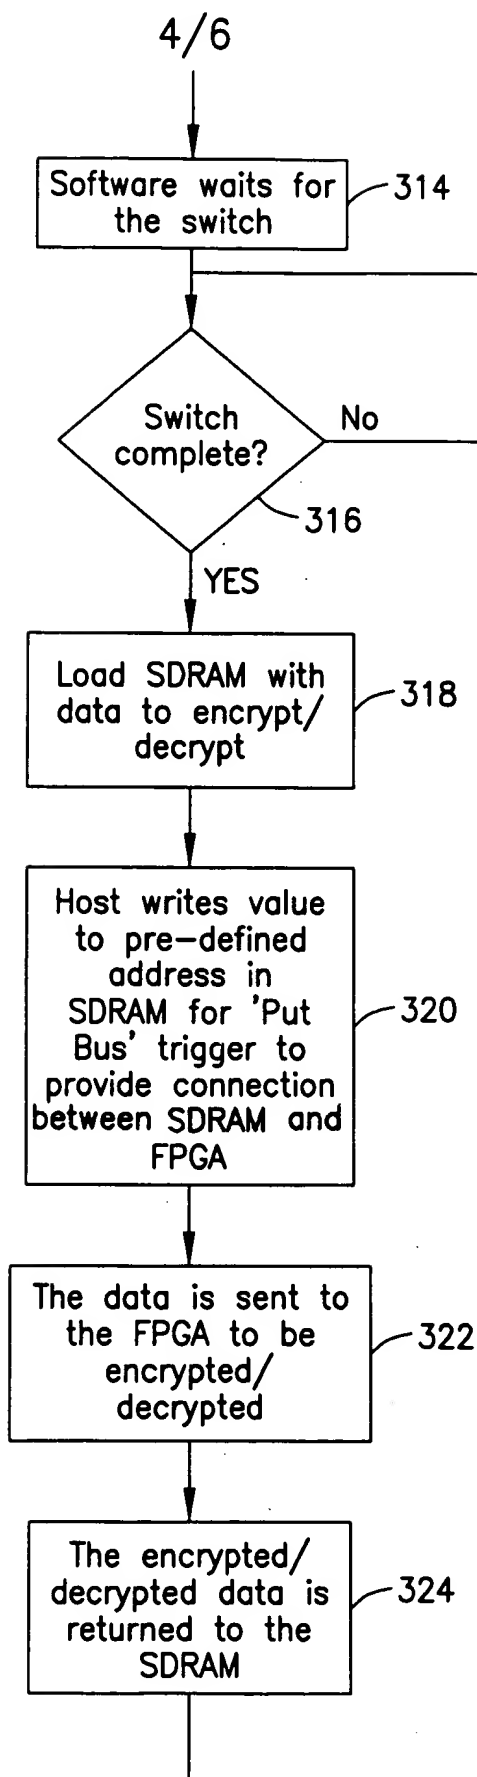 4/6
Software waits for
the switch
314
Switch
complete?
No
316
YES
Load SDRAM with
data to encrypt/
decrypt
318
Host writes value
to pre-defined
address in
SDRAM for 'Put
Bus' trigger to
provide connection
between SDRAM and
FPGA
320
The data is sent to
the FPGA to be
encrypted/
decrypted
322
The encrypted/
decrypted data is
returned to the
SDRAM
324